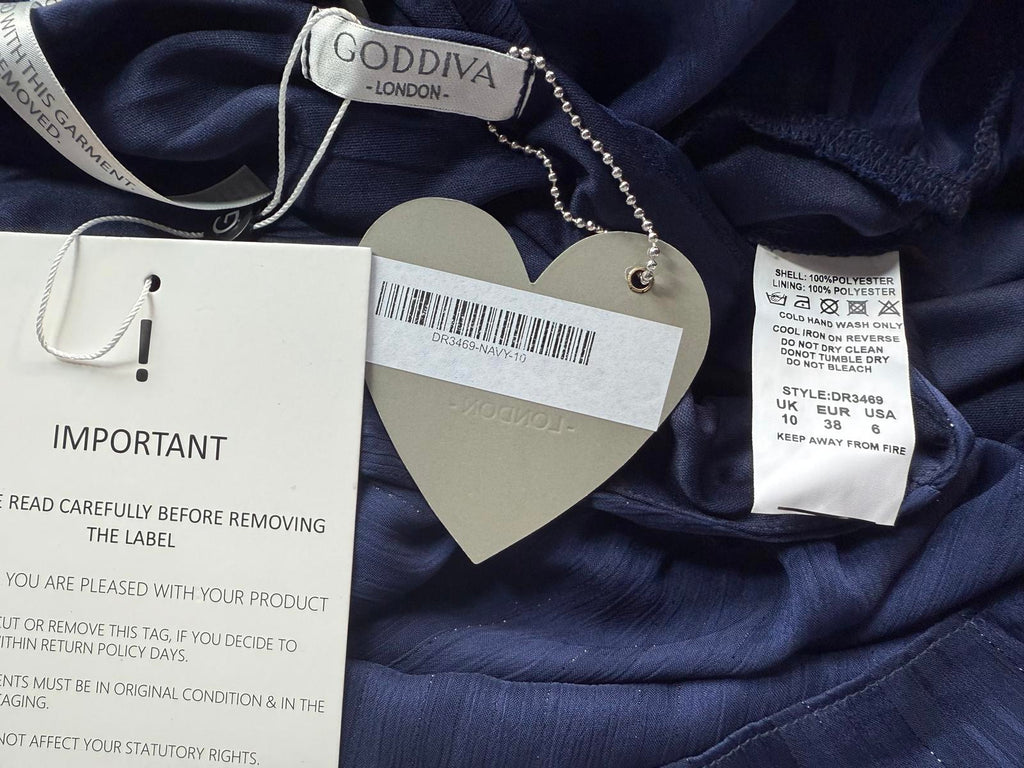 WITH THIS GARMENT
EMOVED.
GODDIVA
-LONDON-
G
DR3469-NAVY-10
-LONDON-
SHELL: 100%POLYESTER
LINING: 100% POLYESTER
COLD HAND WASH ONLY
COOL IRON ON REVERSE
DO NOT DRY CLEAN
DONOT TUMBLE DRY
DO NOT BLEACH
STYLE:DR3469
UK EUR USA
10 38 6
KEEP AWAY FROM FIRE
!
IMPORTANT
E READ CAREFULLY BEFORE REMOVING
THE LABEL
YOU ARE PLEASED WITH YOUR PRODUCT
CUT OR REMOVE THIS TAG, IF YOU DECIDE TO
WITHIN RETURN POLICY DAYS.
ENTS MUST BE IN ORIGINAL CONDITION & IN THE
AGING.
NOT AFFECT YOUR STATUTORY RIGHTS.